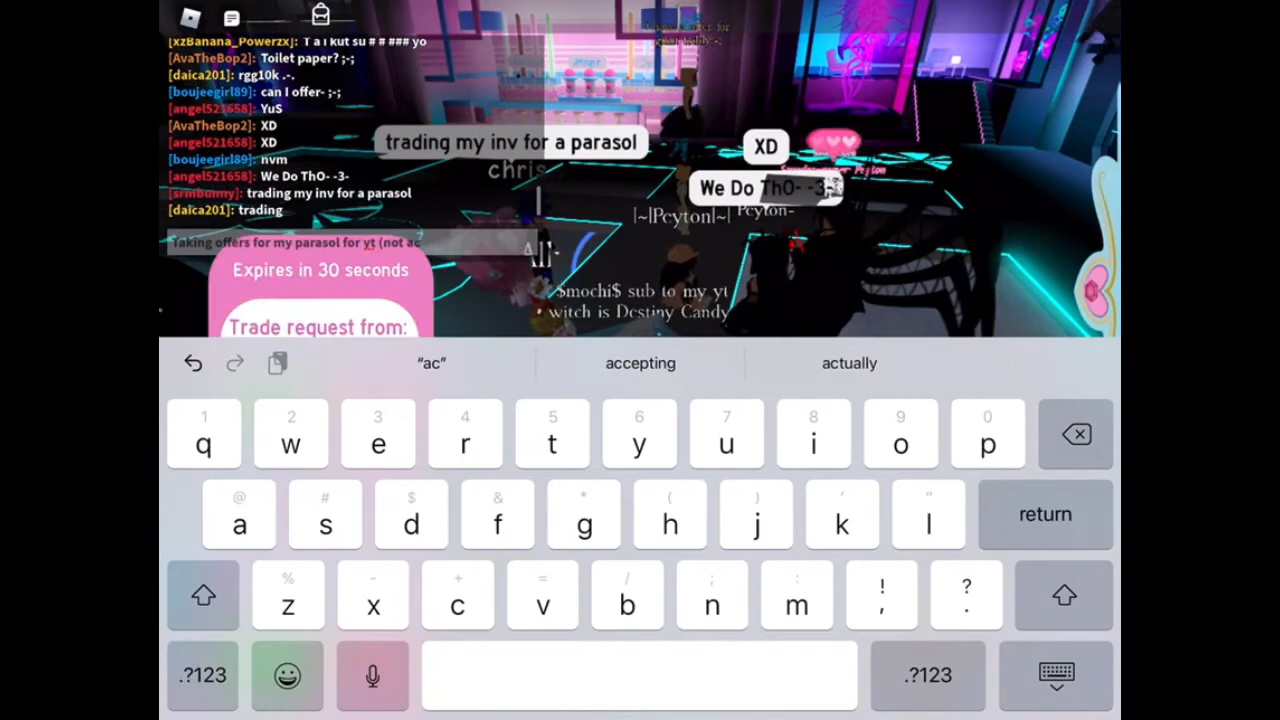 [xzBanana_Powerzx]: T a i kut su # # ### yo
[AvaTheBop2]: Toilet paper? ;-;
[daica201]: rgg10k .-.
[boujeegirl89]: can I offer- ;-;
[angel521658]: YuS
[AvaTheBop2]: XD
[angel521658]: XD
[boujeegirl89]: nvm
[angel521658]: We Do ThO- -3-
[srmbunny]: trading my inv for a parasol
[daica201]: trading
Taking offers for my parasol for yt (not ac
Expires in 30 seconds
Trade request from:
trading my inv for a parasol
chris
XD
We Do ThO- -3-
|~|Peyton|~|
Peyton-
$mochi$ sub to my yt
witch is Destiny Candy
“ac”
accepting
actually
1 2 3 4 5 6 7 8 9 0
q w e r t y u i o p
@ # $ & * ( ) ' "
a s d f g h j k l return
% - + = / ; : ! ?
z x c v b n m , .
.?123 .?123